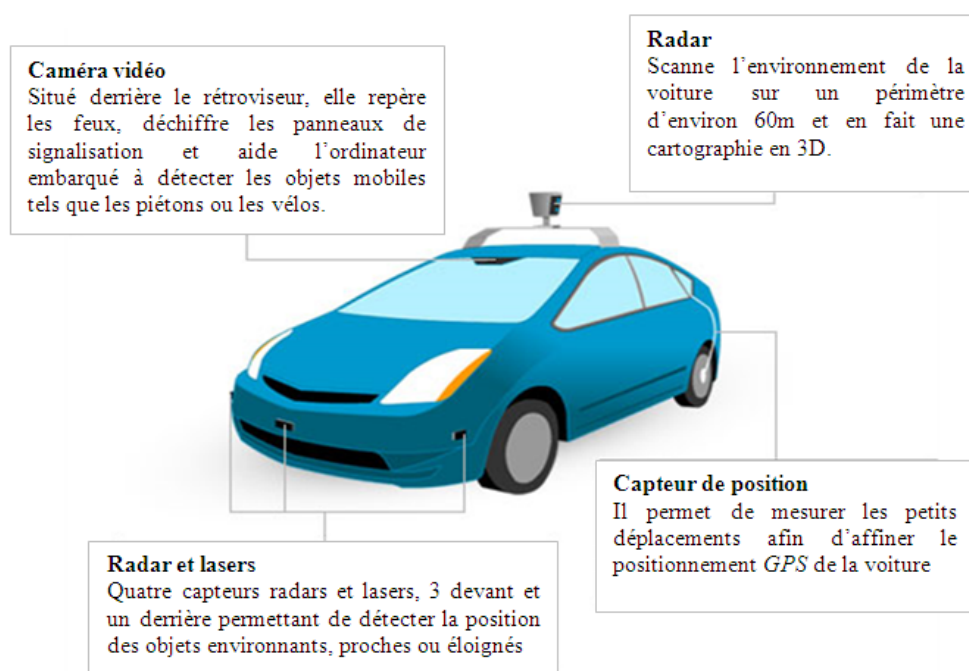 Caméra vidéo
Situé derrière le rétroviseur, elle repère
les feux, déchiffre les panneaux de
signalisation et aide l'ordinateur
embarqué à détecter les objets mobiles
tels que les piétons ou les vélos.
Radar
Scanne l'environnement de la
voiture sur un périmètre
d'environ 60m et en fait une
cartographie en 3D.
Capteur de position
Il permet de mesurer les petits
déplacements afin d'affiner le
positionnement GPS de la voiture
Radar et lasers
Quatre capteurs radars et lasers, 3 devant et
un derrière permettant de détecter la position
des objets environnants, proches ou éloignés